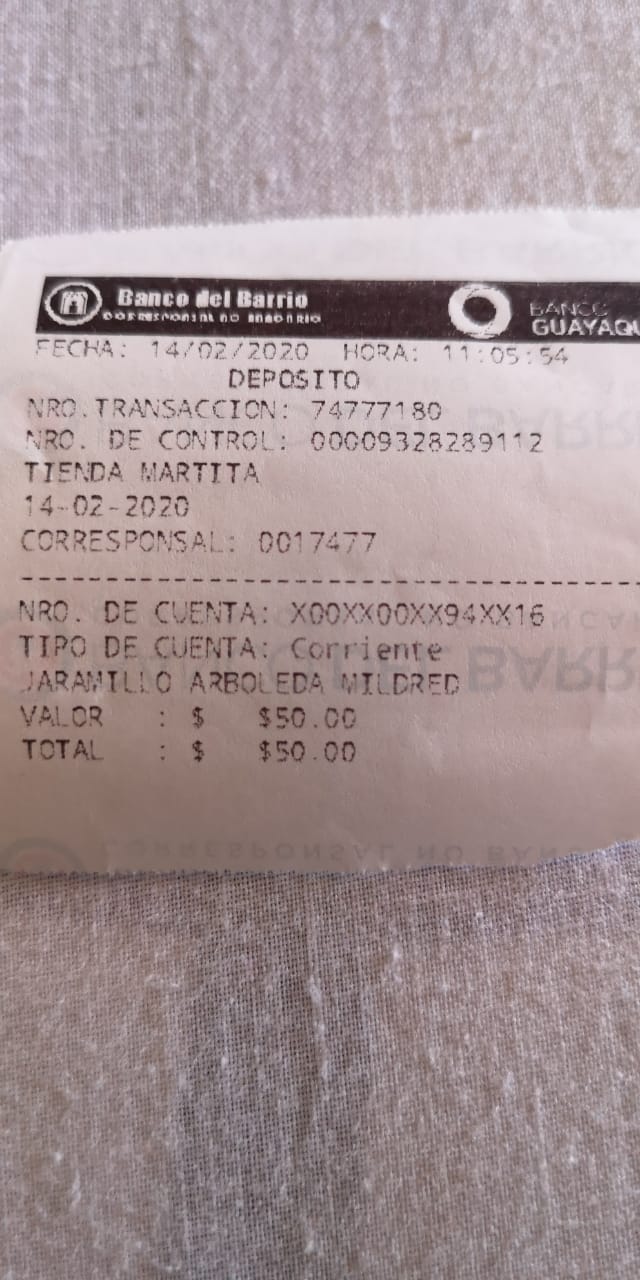 Banco del Barrio
CORRESPONSAL NO BANCARIO
BANCO
GUAYAQU
FECHA: 14/02/2020 HORA: 11:05:54
DEPOSITO
NRO.TRANSACCION: 74777180
NRO. DE CONTROL: 00009328289112
TIENDA MARTITA
14-02-2020
CORRESPONSAL: 0017477
NRO. DE CUENTA: X00XX00XX94XX16
TIPO DE CUENTA: Corriente
JARAMILLO ARBOLEDA MILDRED
VALOR : $ $50.00
TOTAL : $ $50.00